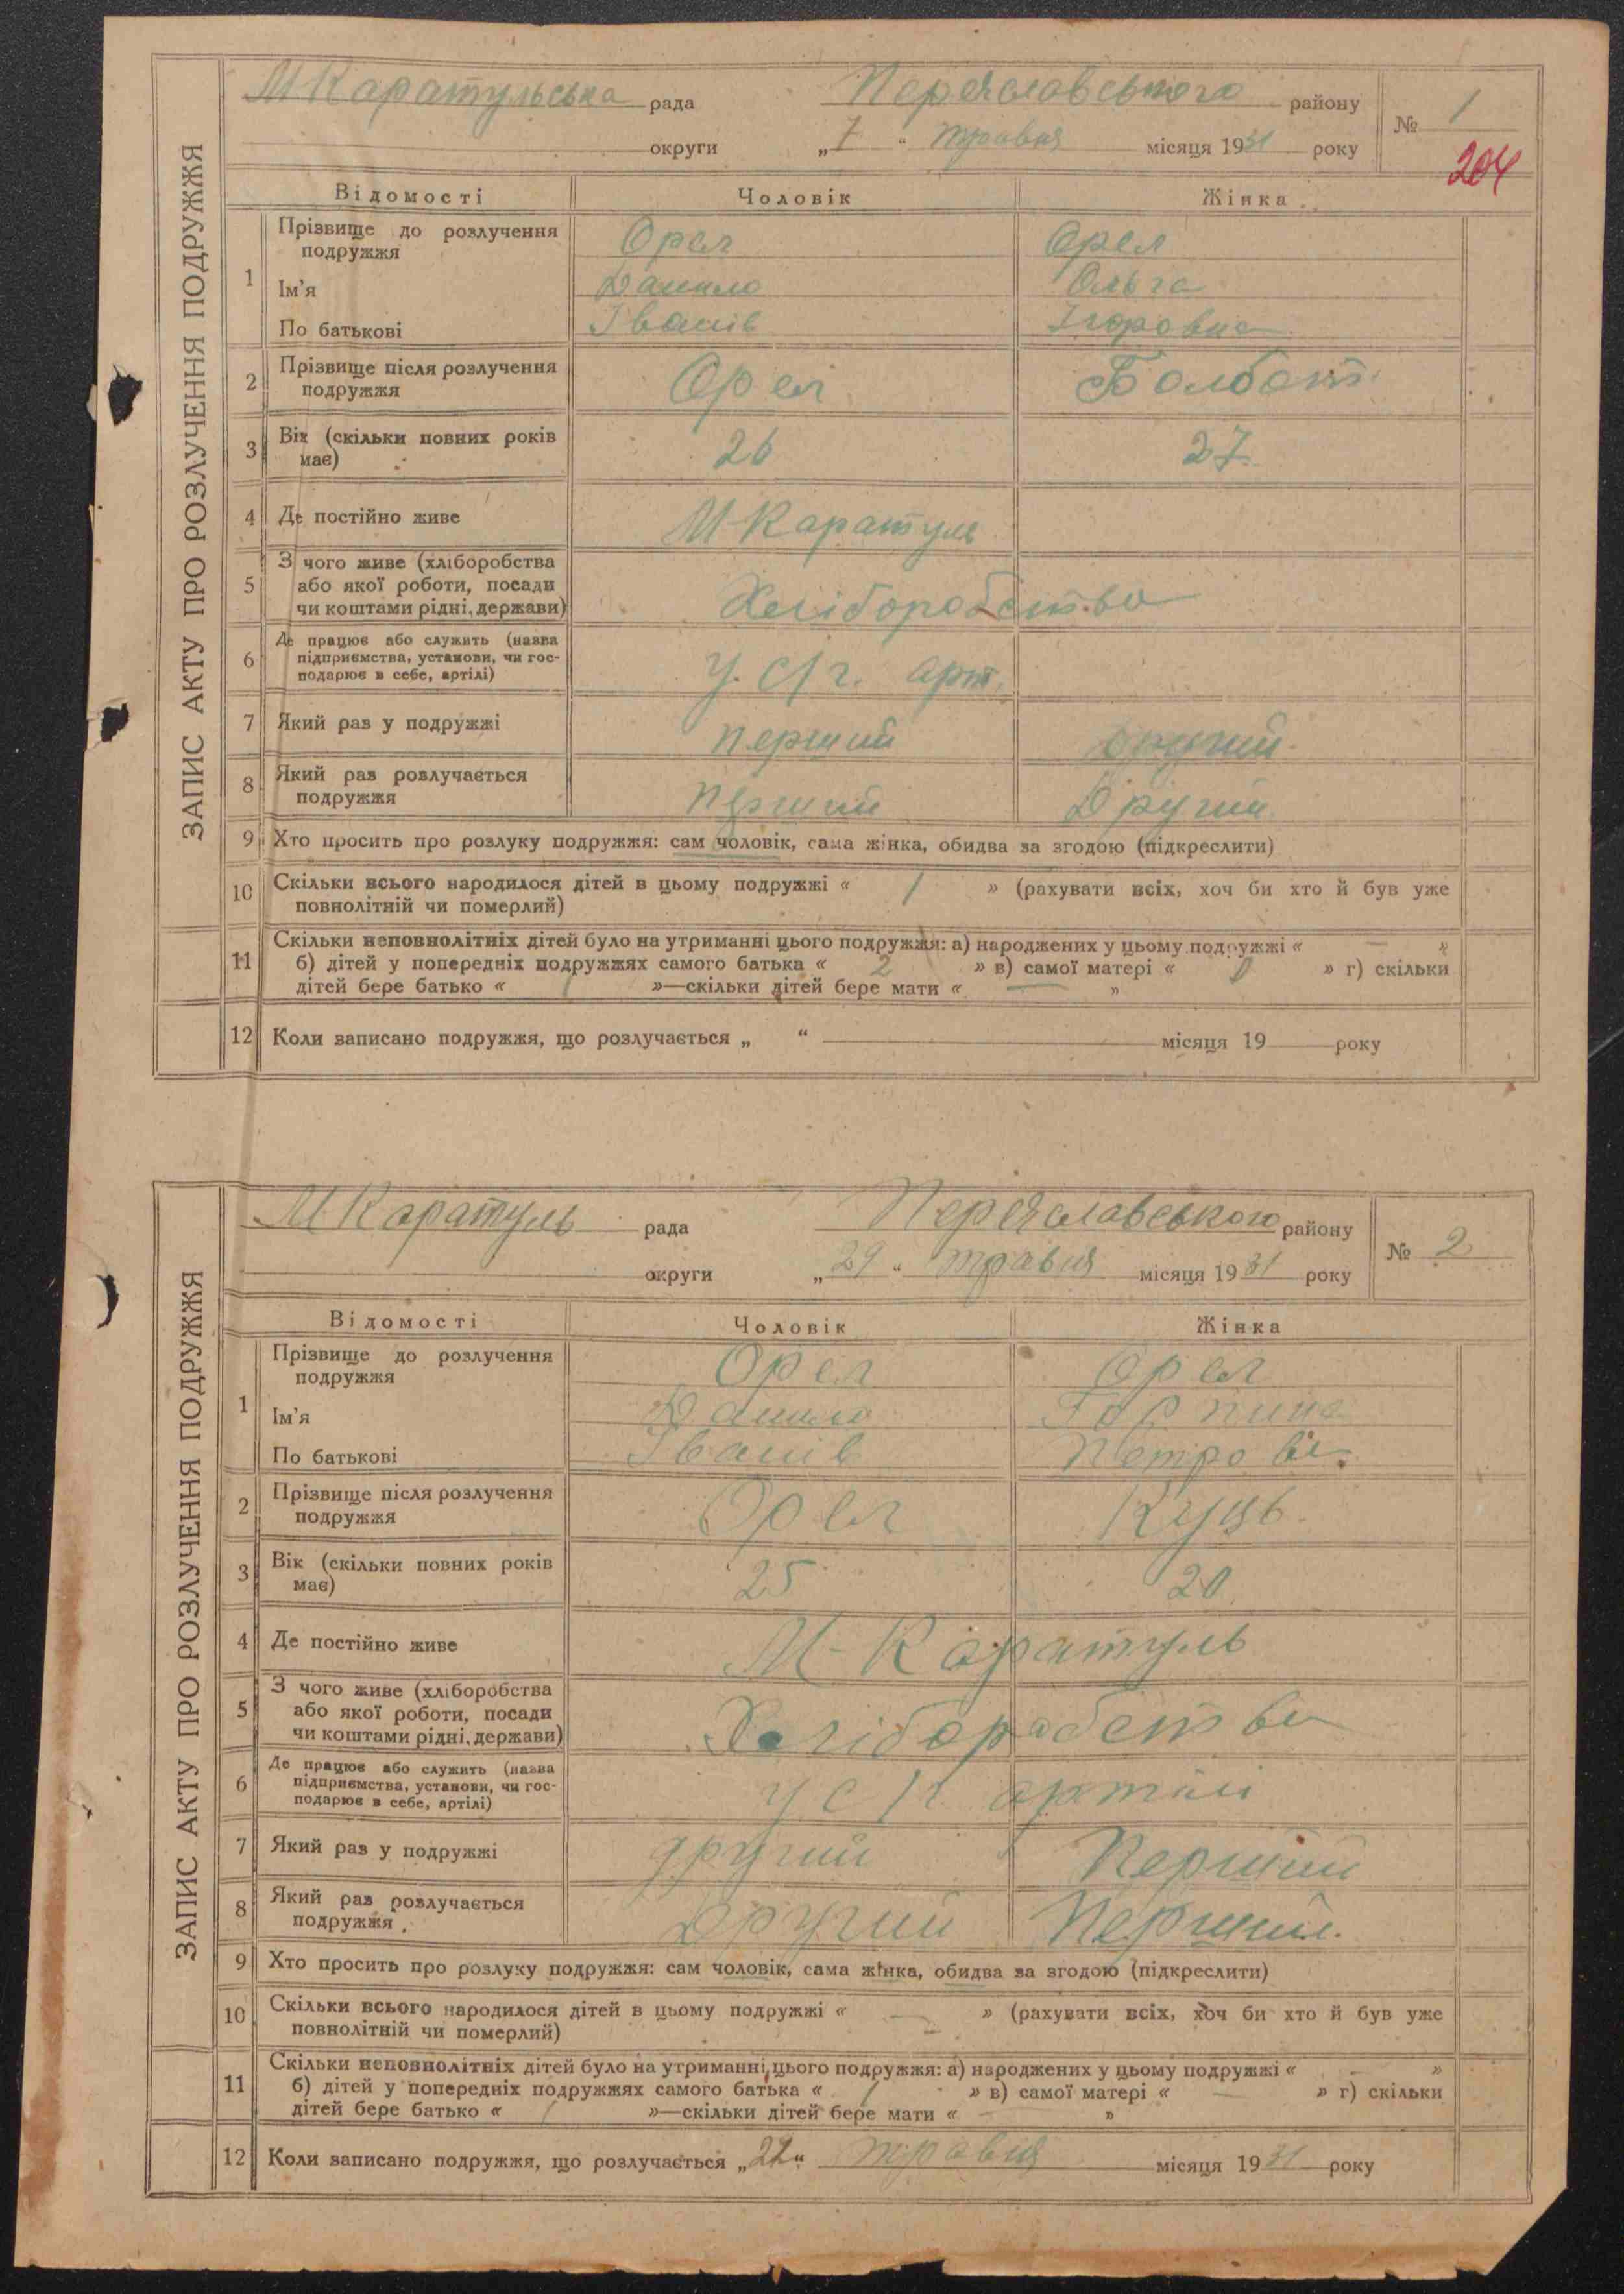 ЗАПИС АКТУ ПРО РОЗЛУЧЕННЯ ПОДРУЖЖЯ
М Каратульська рада Переяславського району № 1
округи „7“ травня місяця 1931 року
204
Відомості Чоловік Жінка
1 Прізвище до розлучення подружжя Орел Орел
Ім'я Данило Ольга
По батькові Іванів Ігоровна
2 Прізвище після розлучення подружжя Орел Болбот
3 Вік (скільки повних років має) 26 27
4 Де постійно живе М-Каратуль
5 З чого живе (хліборобства або якої роботи, посади чи коштами рідні, держави) Хліборобство
6 Де працює або служить (назва підприємства, установи, чи господарює в себе, артілі) у с/г. арт.
7 Який раз у подружжі перший другий
8 Який раз розлучається подружжя перший Другий
9 Хто просить про розлуку подружжя: сам чоловік, сама жінка, обидва за згодою (підкреслити)
10 Скільки всього народилося дітей в цьому подружжі « 1 » (рахувати всіх, хоч би хто й був уже
повнолітній чи померлий)
11 Скільки неповнолітніх дітей було на утриманні цього подружжя: а) народжених у цьому подружжі « — »
б) дітей у попередніх подружжях самого батька « 2 » в) самої матері « » г) скільки
дітей бере батько « 1 »—скільки дітей бере мати « — »
12 Коли записано подружжя, що розлучається „ “ місяця 19 року
ЗАПИС АКТУ ПРО РОЗЛУЧЕННЯ ПОДРУЖЖЯ
М-Каратуль рада Переяславського району № 2
округи „29“ травня місяця 1931 року
Відомості Чоловік Жінка
1 Прізвище до розлучення подружжя Орел Орел
Ім'я Данило Горпина
По батькові Іванів Петров
2 Прізвище після розлучення подружжя Орел Куць
3 Вік (скільки повних років має) 25 20
4 Де постійно живе М-Каратуль
5 З чого живе (хліборобства або якої роботи, посади чи коштами рідні, держави) Хліборобство
6 Де працює або служить (назва підприємства, установи, чи господарює в себе, артілі) у с/г артілі
7 Який раз у подружжі другий Перший
8 Який раз розлучається подружжя Другий Перший.
9 Хто просить про розлуку подружжя: сам чоловік, сама жінка, обидва за згодою (підкреслити)
10 Скільки всього народилося дітей в цьому подружжі « — » (рахувати всіх, хоч би хто й був уже
повнолітній чи померлий)
11 Скільки неповнолітніх дітей було на утриманні цього подружжя: а) народжених у цьому подружжі « — »
б) дітей у попередніх подружжях самого батька « 1 » в) самої матері « — » г) скільки
дітей бере батько « 1 »—скільки дітей бере мати « — »
12 Коли записано подружжя, що розлучається „22“ травня місяця 1931 року